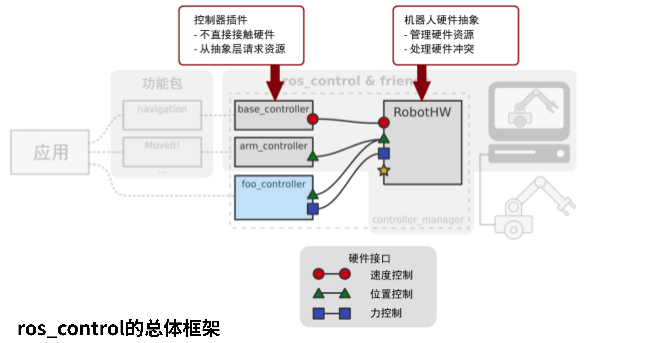 控制器插件
- 不直接接触硬件
- 从抽象层请求资源
机器人硬件抽象
- 管理硬件资源
- 处理硬件冲突
功能包
ros_control & frien
navigation
base_controller
RobotHW
应用
MoveIt!
arm_controller
...
foo_controller
controller_manager
硬件接口
速度控制
位置控制
力控制
ros_control的总体框架